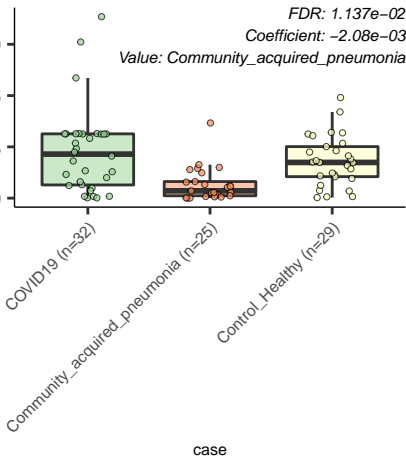 FDR: 1.137e−02
Coefficient: −2.08e−03
Value: Community_acquired_pneumonia
COVID19 (n=32)
Community_acquired_pneumonia (n=25)
Control_Healthy (n=29)
case